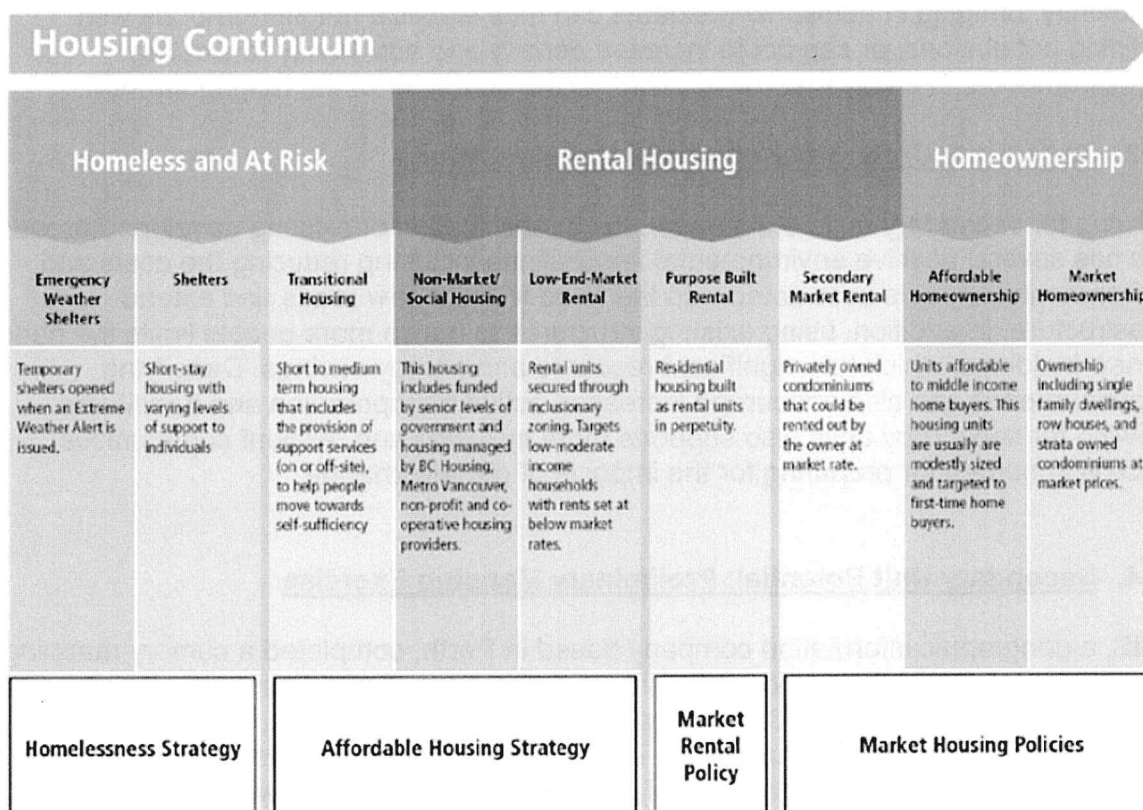 Housing Continuum
Homeless and At Risk
Rental Housing
Homeownership
Emergency
Weather
Shelters
Shelters
Transitional
Housing
Non-Market/
Social Housing
Low-End-Market
Rental
Purpose Built
Rental
Secondary
Market Rental
Affordable
Homeownership
Market
Homeownership
Temporary
shelters opened
when an Extreme
Weather Alert is
issued.
Short-stay
housing with
varying levels
of support to
individuals
Short to medium
term housing
that includes
the provision of
support services
(on or off-site),
to help people
move towards
self-sufficiency
This housing
includes funded
by senior levels of
government and
housing managed
by BC Housing,
Metro Vancouver,
non-profit and co-
operative housing
providers.
Rental units
secured through
inclusionary
zoning. Targets
low-moderate
income
households
with rents set at
below market
rates.
Residential
housing built
as rental units
in perpetuity.
Privately owned
condominiums
that could be
rented out by
the owner at
market rate.
Units affordable
to middle income
home buyers. This
housing units
are usually are
modestly sized
and targeted to
first-time home
buyers.
Ownership
including single
family dwellings,
row houses, and
strata owned
condominiums at
market prices.
Homelessness Strategy
Affordable Housing Strategy
Market
Rental
Policy
Market Housing Policies